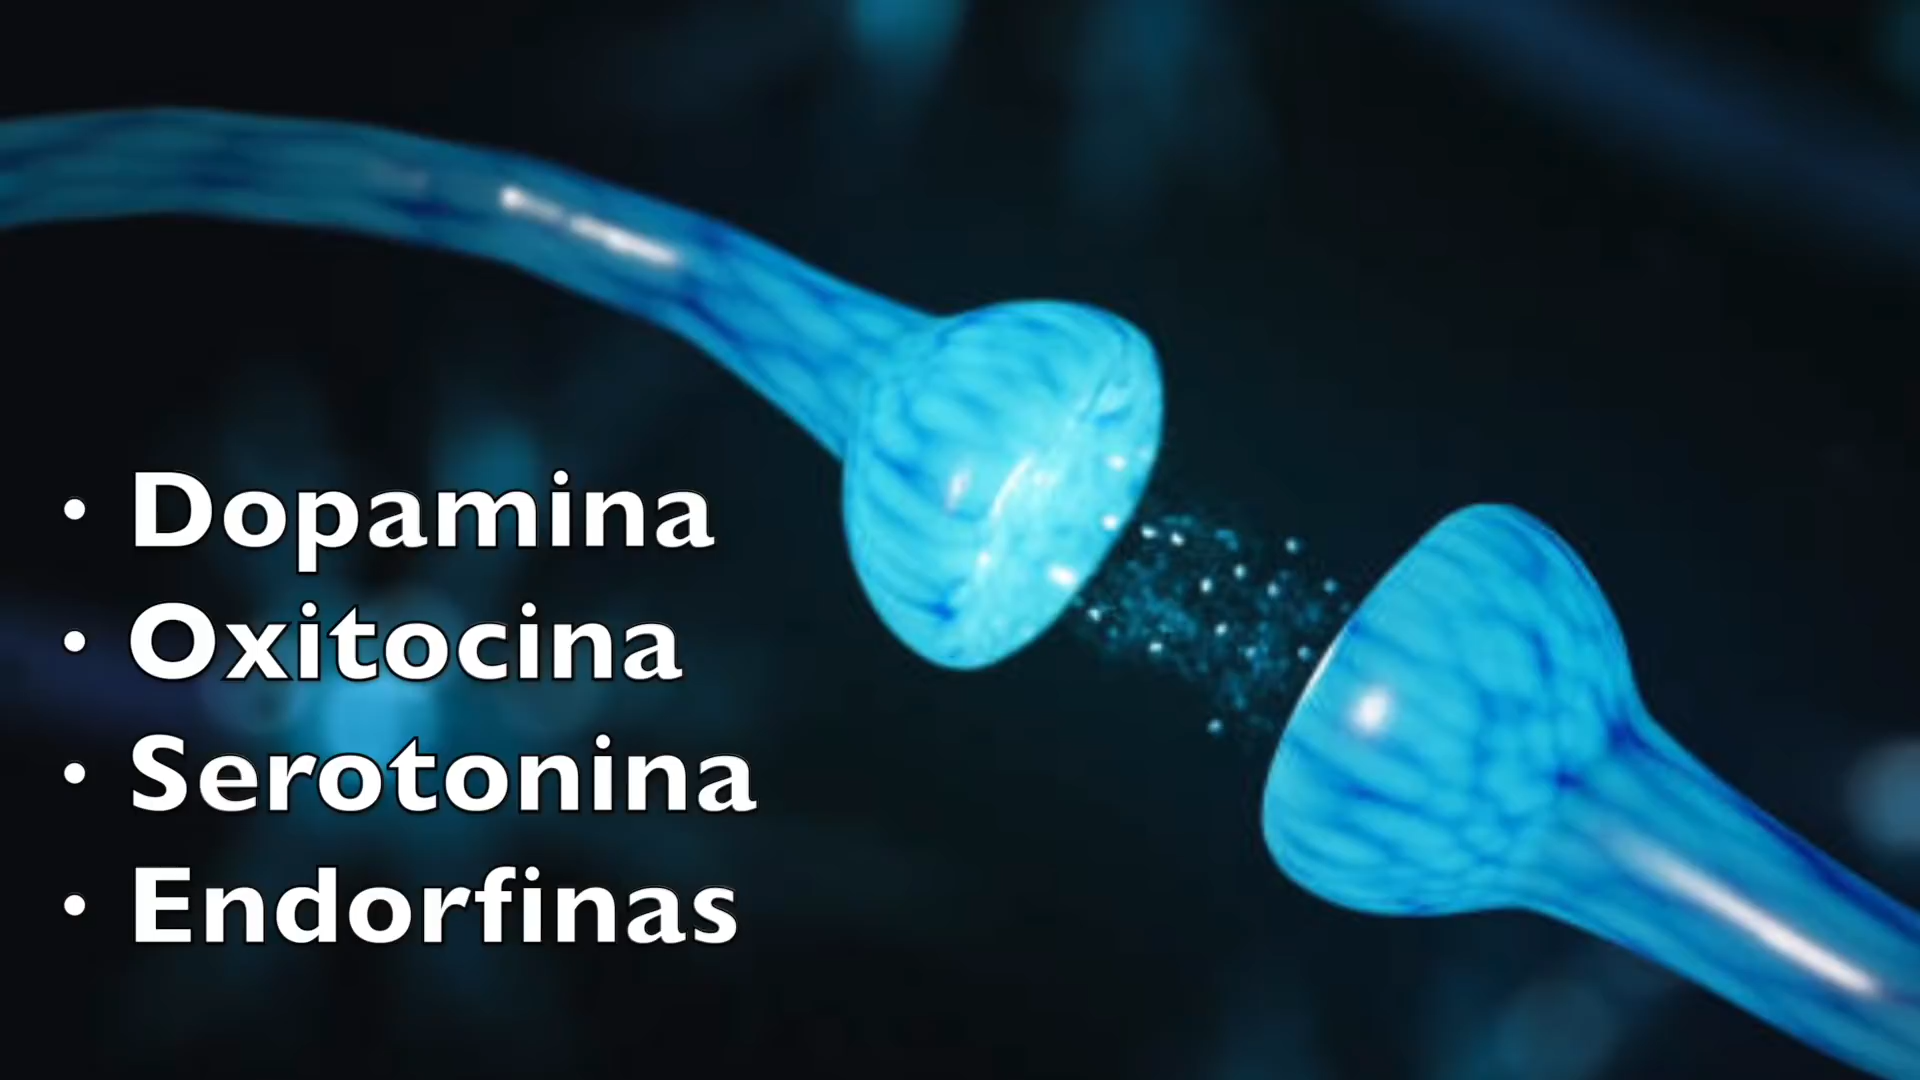 • Dopamina
• Oxitocina
• Serotonina
• Endorfinas